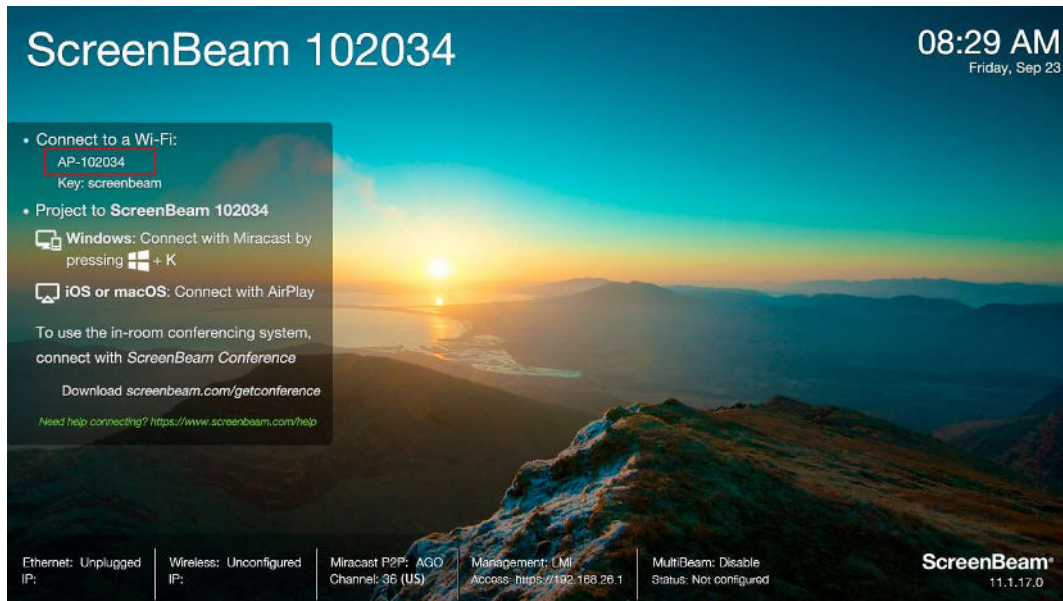 ScreenBeam 102034
08:29 AM
Friday, Sep 23
• Connect to a Wi-Fi:
AP-102034
Key: screenbeam
• Project to ScreenBeam 102034
Windows: Connect with Miracast by
pressing + K
iOS or macOS: Connect with AirPlay
To use the in-room conferencing system,
connect with ScreenBeam Conference
Download screenbeam.com/getconference
Need help connecting? https://www.screenbeam.com/help
Ethernet: Unplugged
IP:
Wireless: Unconfigured
IP:
Miracast P2P: AGO
Channel: 36 (US)
Management: LMI
Access: https://192.168.26.1
MultiBeam: Disable
Status: Not configured
ScreenBeam®
11.1.17.0